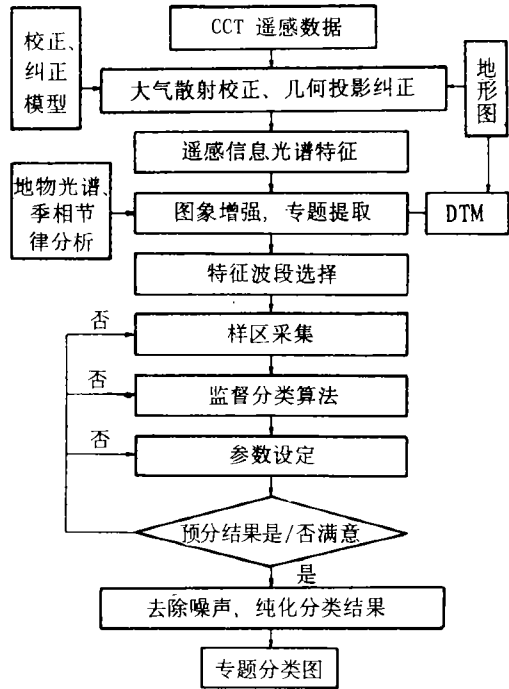 CCT 遥感数据
校正、
纠正
模型
大气散射校正、几何投影纠正
地
形
图
遥感信息光谱特征
地物光谱、
季相节
律分析
图象增强，专题提取
DTM
特征波段选择
否
样区采集
否
监督分类算法
否
参数设定
预分结果是/否满意
是
去除噪声、纯化分类结果
专题分类图